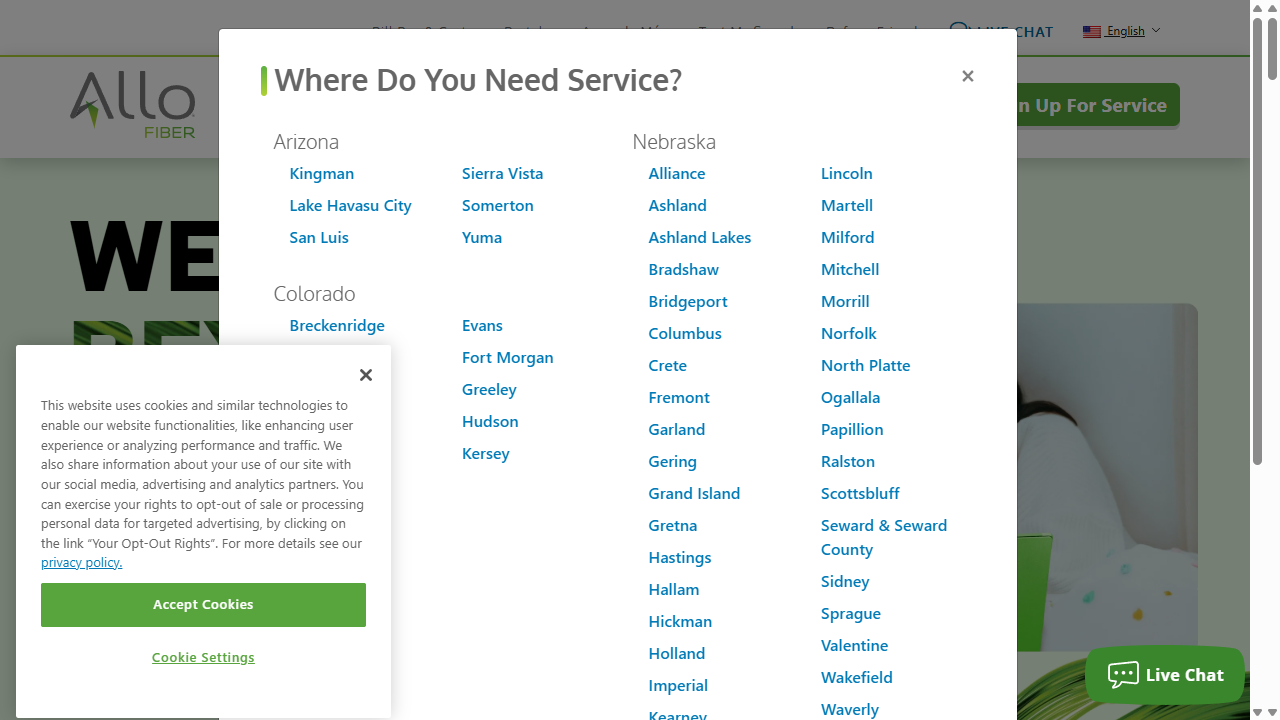 LIVE CHAT
English
Allo
FIBER
n Up For Service
WE
Where Do You Need Service?
×
Arizona
Kingman
Lake Havasu City
San Luis
Sierra Vista
Somerton
Yuma
Colorado
Breckenridge
Evans
Fort Morgan
Greeley
Hudson
Kersey
Nebraska
Alliance
Ashland
Ashland Lakes
Bradshaw
Bridgeport
Columbus
Crete
Fremont
Garland
Gering
Grand Island
Gretna
Hastings
Hallam
Hickman
Holland
Imperial
Kearney
Lincoln
Martell
Milford
Mitchell
Morrill
Norfolk
North Platte
Ogallala
Papillion
Ralston
Scottsbluff
Seward & Seward
County
Sidney
Sprague
Valentine
Wakefield
Waverly
This website uses cookies and similar technologies to
enable our website functionalities, like enhancing user
experience or analyzing performance and traffic. We
also share information about your use of our site with
our social media, advertising and analytics partners. You
can exercise your rights to opt-out of sale or processing
personal data for targeted advertising, by clicking on
the link “Your Opt-Out Rights”. For more details see our
privacy policy.
Accept Cookies
Cookie Settings
Live Chat